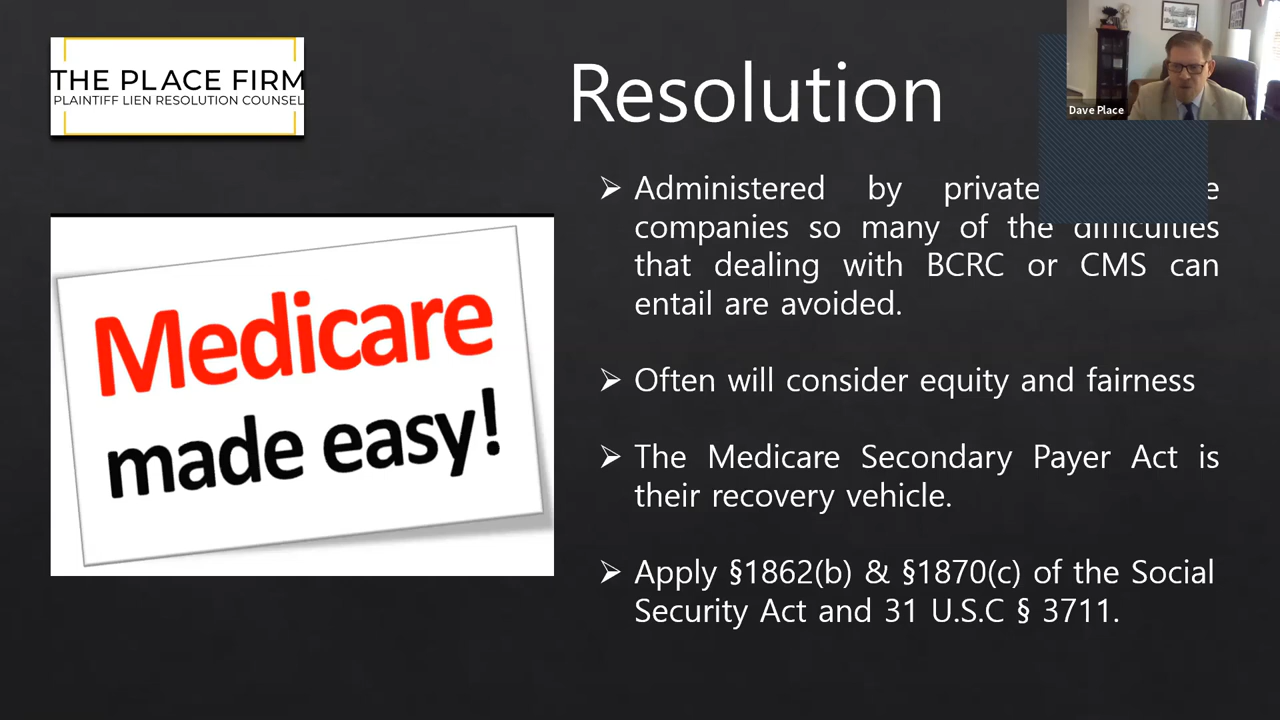 THE PLACE FIRM
PLAINTIFF LIEN RESOLUTION COUNSEL
Resolution
Dave Place
Medicare
made easy!
➢ Administered by private
companies so many of the difficulties
that dealing with BCRC or CMS can
entail are avoided.
➢ Often will consider equity and fairness
➢ The Medicare Secondary Payer Act is
their recovery vehicle.
➢ Apply §1862(b) & §1870(c) of the Social
Security Act and 31 U.S.C § 3711.